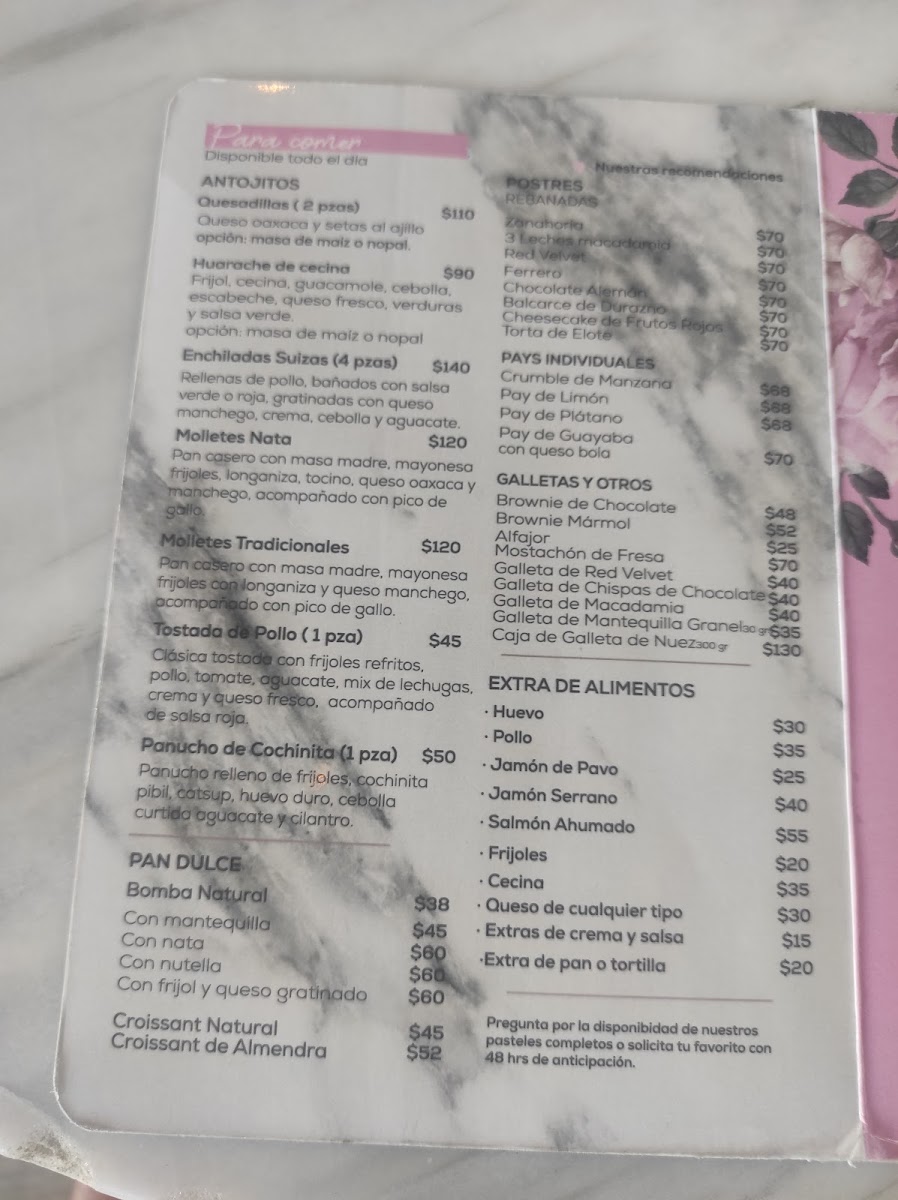 Para comer
Disponible todo el día
ANTOJITOS
Quesadillas ( 2 pzas) $110
Queso oaxaca y setas al ajillo
opción: masa de maíz o nopal.
Huarache de cecina $90
Frijol, cecina, guacamole, cebolla,
escabeche, queso fresco, verduras
y salsa verde.
opción: masa de maíz o nopal
Enchiladas Suizas (4 pzas) $140
Rellenas de pollo, bañados con salsa
verde o roja, gratinadas con queso
manchego, crema, cebolla y aguacate.
Molletes Nata $120
Pan casero con masa madre, mayonesa
frijoles, longaniza, tocino, queso oaxaca y
manchego, acompañado con pico de
gallo.
Molletes Tradicionales $120
Pan casero con masa madre, mayonesa
frijoles con longaniza y queso manchego,
acompañado con pico de gallo.
Tostada de Pollo ( 1 pza) $45
Clásica tostada con frijoles refritos,
pollo, tomate, aguacate, mix de lechugas,
crema y queso fresco, acompañado
de salsa roja.
Panucho de Cochinita (1 pza) $50
Panucho relleno de frijoles, cochinita
pibil, catsup, huevo duro, cebolla
curtida aguacate y cilantro.
PAN DULCE
Bomba Natural $38
Con mantequilla $45
Con nata $60
Con nutella $60
Con frijol y queso gratinado $60
Croissant Natural $45
Croissant de Almendra $52
Nuestras recomendaciones
POSTRES
REBANADAS
Zanahoria $70
3 Leches macadamia $70
Red Velvet $70
Ferrero $70
Chocolate Alemán $70
Balcarce de Durazno $70
Cheesecake de Frutos Rojos $70
Torta de Elote $70
PAYS INDIVIDUALES
Crumble de Manzana $68
Pay de Limón $68
Pay de Plátano $68
Pay de Guayaba
con queso bola $70
GALLETAS Y OTROS
Brownie de Chocolate $48
Brownie Mármol $52
Alfajor $25
Mostachón de Fresa $70
Galleta de Red Velvet $40
Galleta de Chispas de Chocolate $40
Galleta de Macadamia $40
Galleta de Mantequilla Granel 90 gr $35
Caja de Galleta de Nuez 300 gr $130
EXTRA DE ALIMENTOS
· Huevo $30
· Pollo $35
· Jamón de Pavo $25
· Jamón Serrano $40
· Salmón Ahumado $55
· Frijoles $20
· Cecina $35
· Queso de cualquier tipo $30
· Extras de crema y salsa $15
·Extra de pan o tortilla $20
Pregunta por la disponibidad de nuestros
pasteles completos o solicita tu favorito con
48 hrs de anticipación.